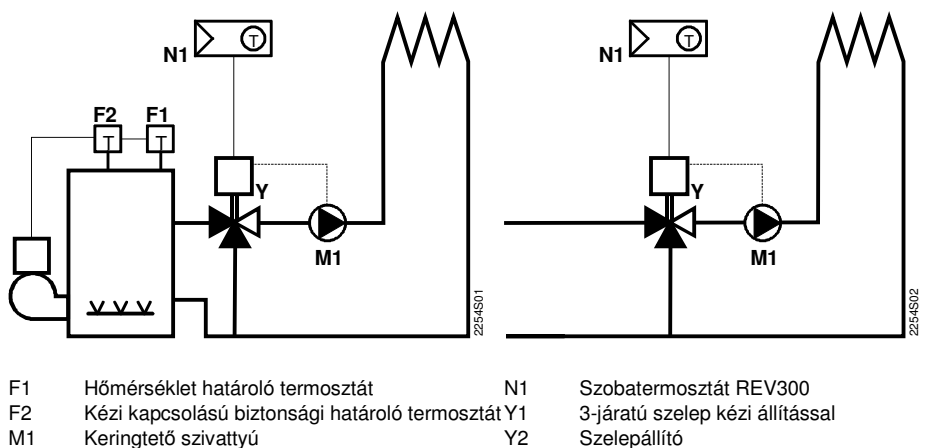 N1
T
N1
T
F2
F1
T
T
Y
Y
M1
M1
2254S01
2254S02
F1 Hőmérséklet határoló termosztát
F2 Kézi kapcsolású biztonsági határoló termosztát
M1 Keringtető szivattyú
N1 Szobatermosztát REV300
Y1 3-járatú szelep kézi állítással
Y2 Szelepállító